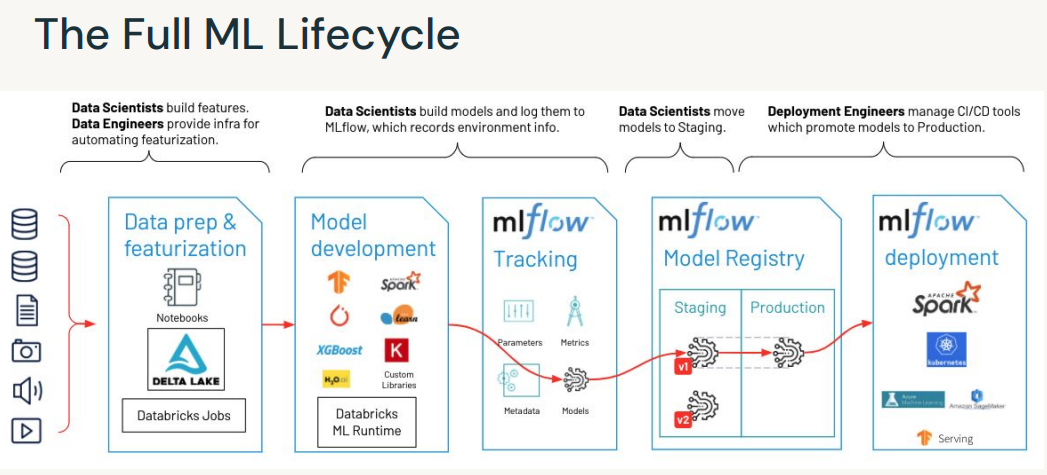 The Full ML Lifecycle
Data Scientists build features.
Data Engineers provide infra for
automating featurization.
Data Scientists build models and log them to
MLflow, which records environment info.
Data Scientists move
models to Staging.
Deployment Engineers manage CI/CD tools
which promote models to Production.
Data prep &
featurization
Notebooks
DELTA LAKE
Databricks Jobs
Model
development
APACHE
Spark
learn
XGBoost
K
H2O.ai
Custom
Libraries
Databricks
ML Runtime
mlflow
Tracking
Parameters
Metrics
Metadata
Models
mlflow
Model Registry
Staging
Production
v1
v2
mlflow
deployment
APACHE
Spark
kubernetes
Azure
Machine Learning
Amazon SageMaker
Serving